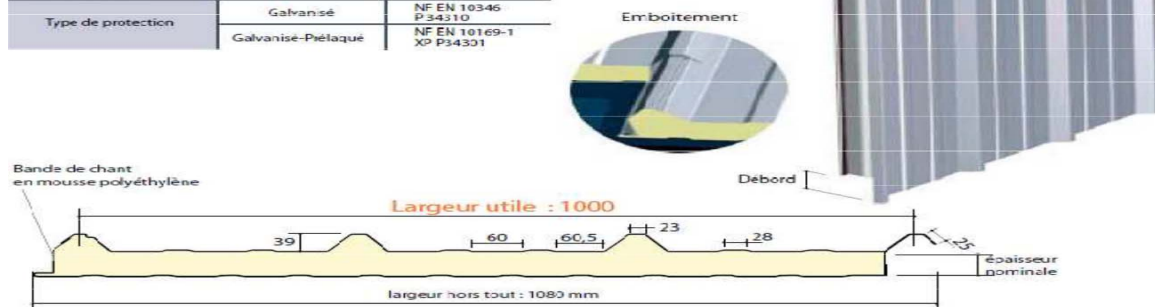 Type de protection
Galvanisé
NF EN 10346
P 34310
Galvanisé-Prélaqué
NF EN 10169-1
XP P34301
Emboîtement
Bande de chant
en mousse polyéthylène
Débord
Largeur utile : 1000
39
60
60,5
23
28
25
épaisseur
nominale
largeur hors tout : 1080 mm